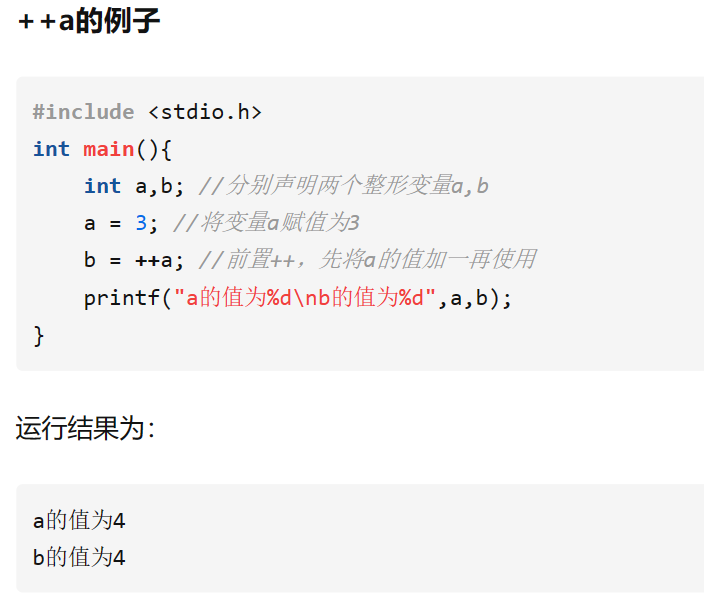 ++a的例子
#include <stdio.h>
int main(){
    int a,b; //分别声明两个整形变量a,b
    a = 3; //将变量a赋值为3
    b = ++a; //前置++，先将a的值加一再使用
    printf("a的值为%d\nb的值为%d",a,b);
}
运行结果为：
a的值为4
b的值为4